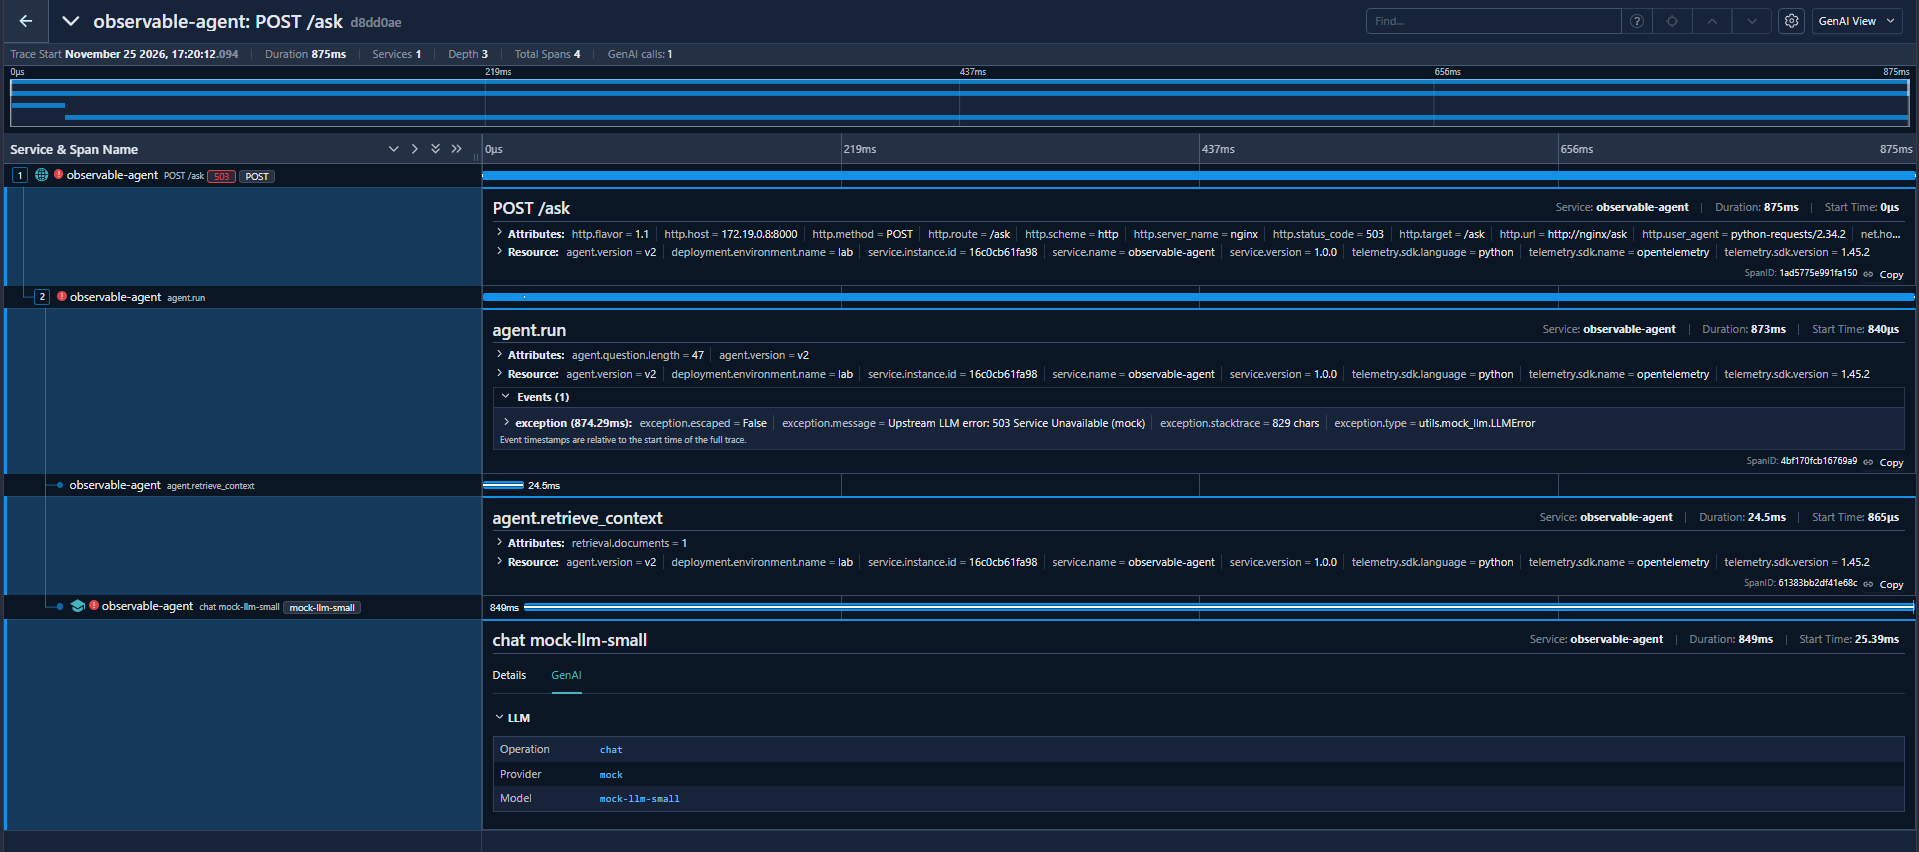 observable-agent: POST /ask d8dd0ae
Find...
GenAI View
Trace Start November 25 2026, 17:20:12.094 Duration 875ms Services 1 Depth 3 Total Spans 4 GenAI calls: 1
0μs 219ms 437ms 656ms 875ms
Service & Span Name 0μs 219ms 437ms 656ms 875ms
1 observable-agent POST /ask 503 POST
POST /ask Service: observable-agent Duration: 875ms Start Time: 0μs
Attributes: http.flavor = 1.1 http.host = 172.19.0.8:8000 http.method = POST http.route = /ask http.scheme = http http.server_name = nginx http.status_code = 503 http.target = /ask http.url = http://nginx/ask http.user_agent = python-requests/2.34.2 net.ho...
Resource: agent.version = v2 deployment.environment.name = lab service.instance.id = 16c0cb61fa98 service.name = observable-agent service.version = 1.0.0 telemetry.sdk.language = python telemetry.sdk.name = opentelemetry telemetry.sdk.version = 1.45.2
SpanID: 1ad5775e991fa150 Copy
2 observable-agent agent.run
agent.run Service: observable-agent Duration: 873ms Start Time: 840μs
Attributes: agent.question.length = 47 agent.version = v2
Resource: agent.version = v2 deployment.environment.name = lab service.instance.id = 16c0cb61fa98 service.name = observable-agent service.version = 1.0.0 telemetry.sdk.language = python telemetry.sdk.name = opentelemetry telemetry.sdk.version = 1.45.2
Events (1)
exception (874.29ms): exception.escaped = False exception.message = Upstream LLM error: 503 Service Unavailable (mock) exception.stacktrace = 829 chars exception.type = utils.mock_llm.LLMError
Event timestamps are relative to the start time of the full trace.
SpanID: 4bf170fcb16769a9 Copy
observable-agent agent.retrieve_context 24.5ms
agent.retrieve_context Service: observable-agent Duration: 24.5ms Start Time: 865μs
Attributes: retrieval.documents = 1
Resource: agent.version = v2 deployment.environment.name = lab service.instance.id = 16c0cb61fa98 service.name = observable-agent service.version = 1.0.0 telemetry.sdk.language = python telemetry.sdk.name = opentelemetry telemetry.sdk.version = 1.45.2
SpanID: 61383bb2df41e68c Copy
observable-agent chat mock-llm-small mock-llm-small 849ms
chat mock-llm-small Service: observable-agent Duration: 849ms Start Time: 25.39ms
Details GenAI
LLM
Operation chat
Provider mock
Model mock-llm-small